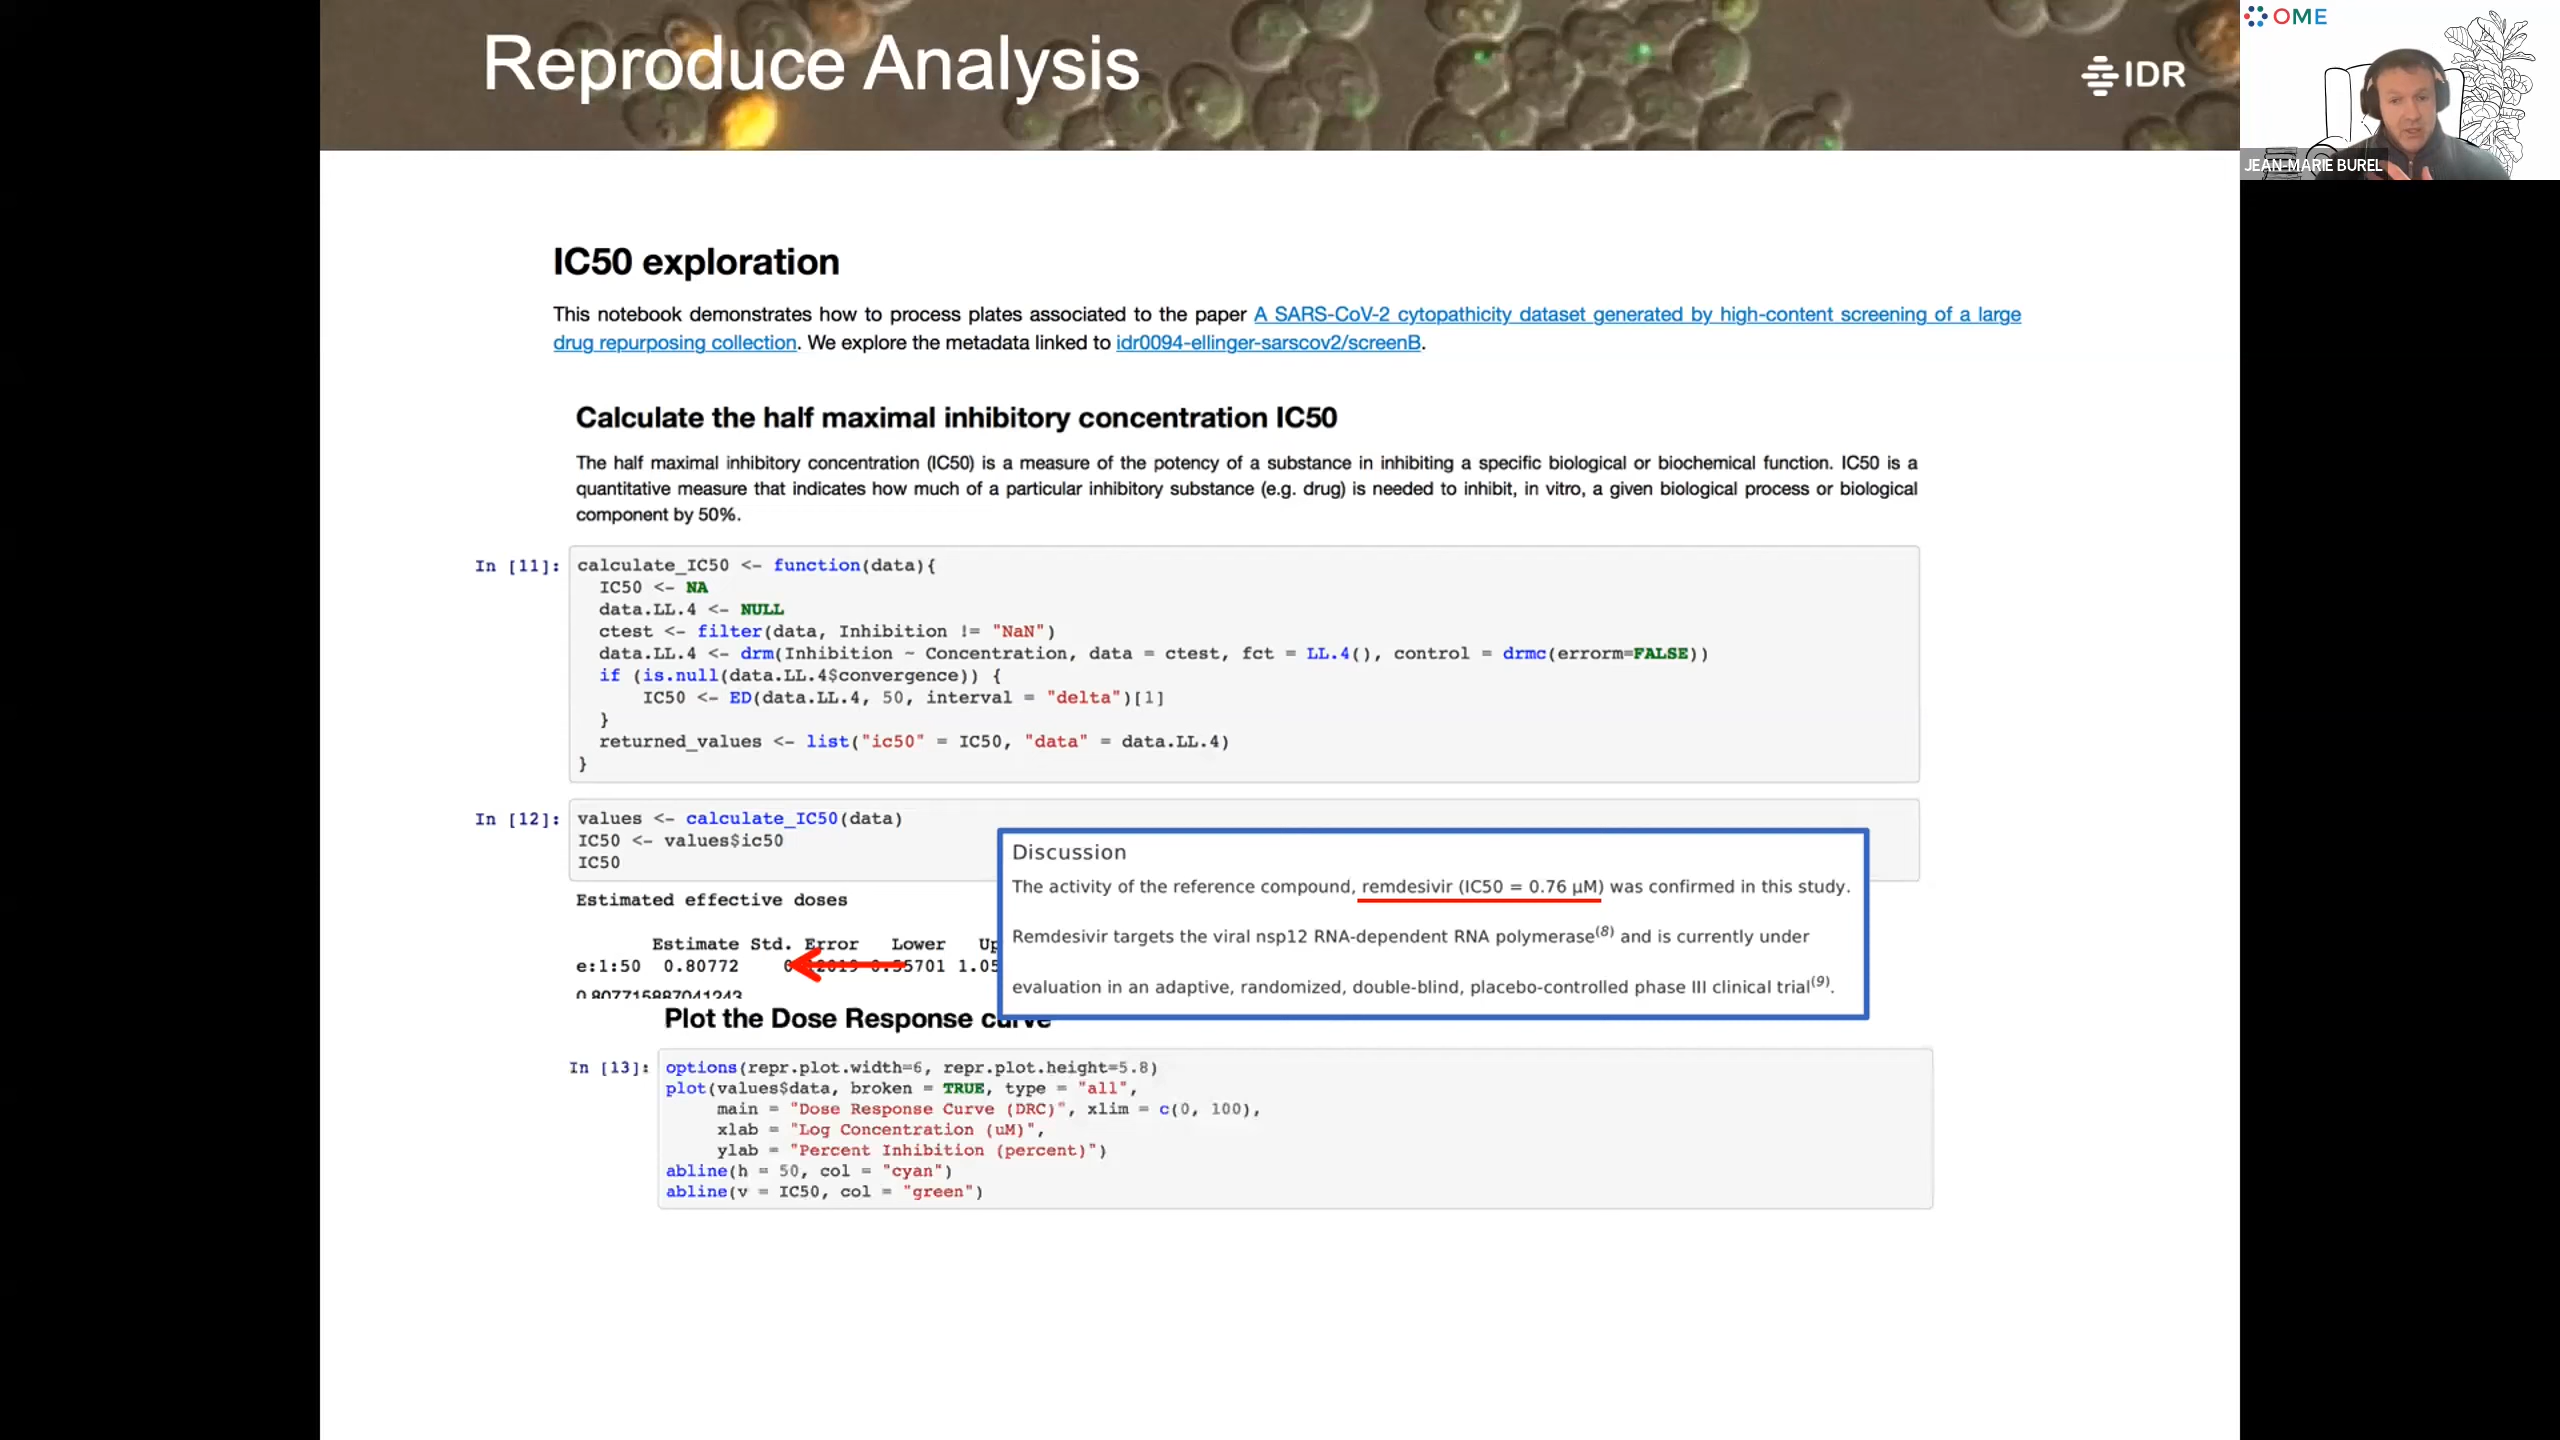 Reproduce Analysis
IDR
OME
JEAN-MARIE BUREL
IC50 exploration
This notebook demonstrates how to process plates associated to the paper A SARS-CoV-2 cytopathicity dataset generated by high-content screening of a large
drug repurposing collection. We explore the metadata linked to idr0094-ellinger-sarscov2/screenB.
Calculate the half maximal inhibitory concentration IC50
The half maximal inhibitory concentration (IC50) is a measure of the potency of a substance in inhibiting a specific biological or biochemical function. IC50 is a
quantitative measure that indicates how much of a particular inhibitory substance (e.g. drug) is needed to inhibit, in vitro, a given biological process or biological
component by 50%.
In [11]: calculate_IC50 <- function(data){
IC50 <- NA
data.LL.4 <- NULL
ctest <- filter(data, Inhibition != "NaN")
data.LL.4 <- drm(Inhibition ~ Concentration, data = ctest, fct = LL.4(), control = drmc(errorm=FALSE))
if (is.null(data.LL.4$convergence)) {
IC50 <- ED(data.LL.4, 50, interval = "delta")[1]
}
returned_values <- list("ic50" = IC50, "data" = data.LL.4)
}
In [12]: values <- calculate_IC50(data)
IC50 <- values$ic50
IC50
Estimated effective doses
Estimate Std. Error Lower Up
e:1:50 0.80772 1.05
0.807715887041243
Discussion
The activity of the reference compound, remdesivir (IC50 = 0.76 µM) was confirmed in this study.
Remdesivir targets the viral nsp12 RNA-dependent RNA polymerase(8) and is currently under
evaluation in an adaptive, randomized, double-blind, placebo-controlled phase III clinical trial(9).
Plot the Dose Response curve
In [13]: options(repr.plot.width=6, repr.plot.height=5.8)
plot(values$data, broken = TRUE, type = "all",
main = "Dose Response Curve (DRC)", xlim = c(0, 100),
xlab = "Log Concentration (uM)",
ylab = "Percent Inhibition (percent)")
abline(h = 50, col = "cyan")
abline(v = IC50, col = "green")